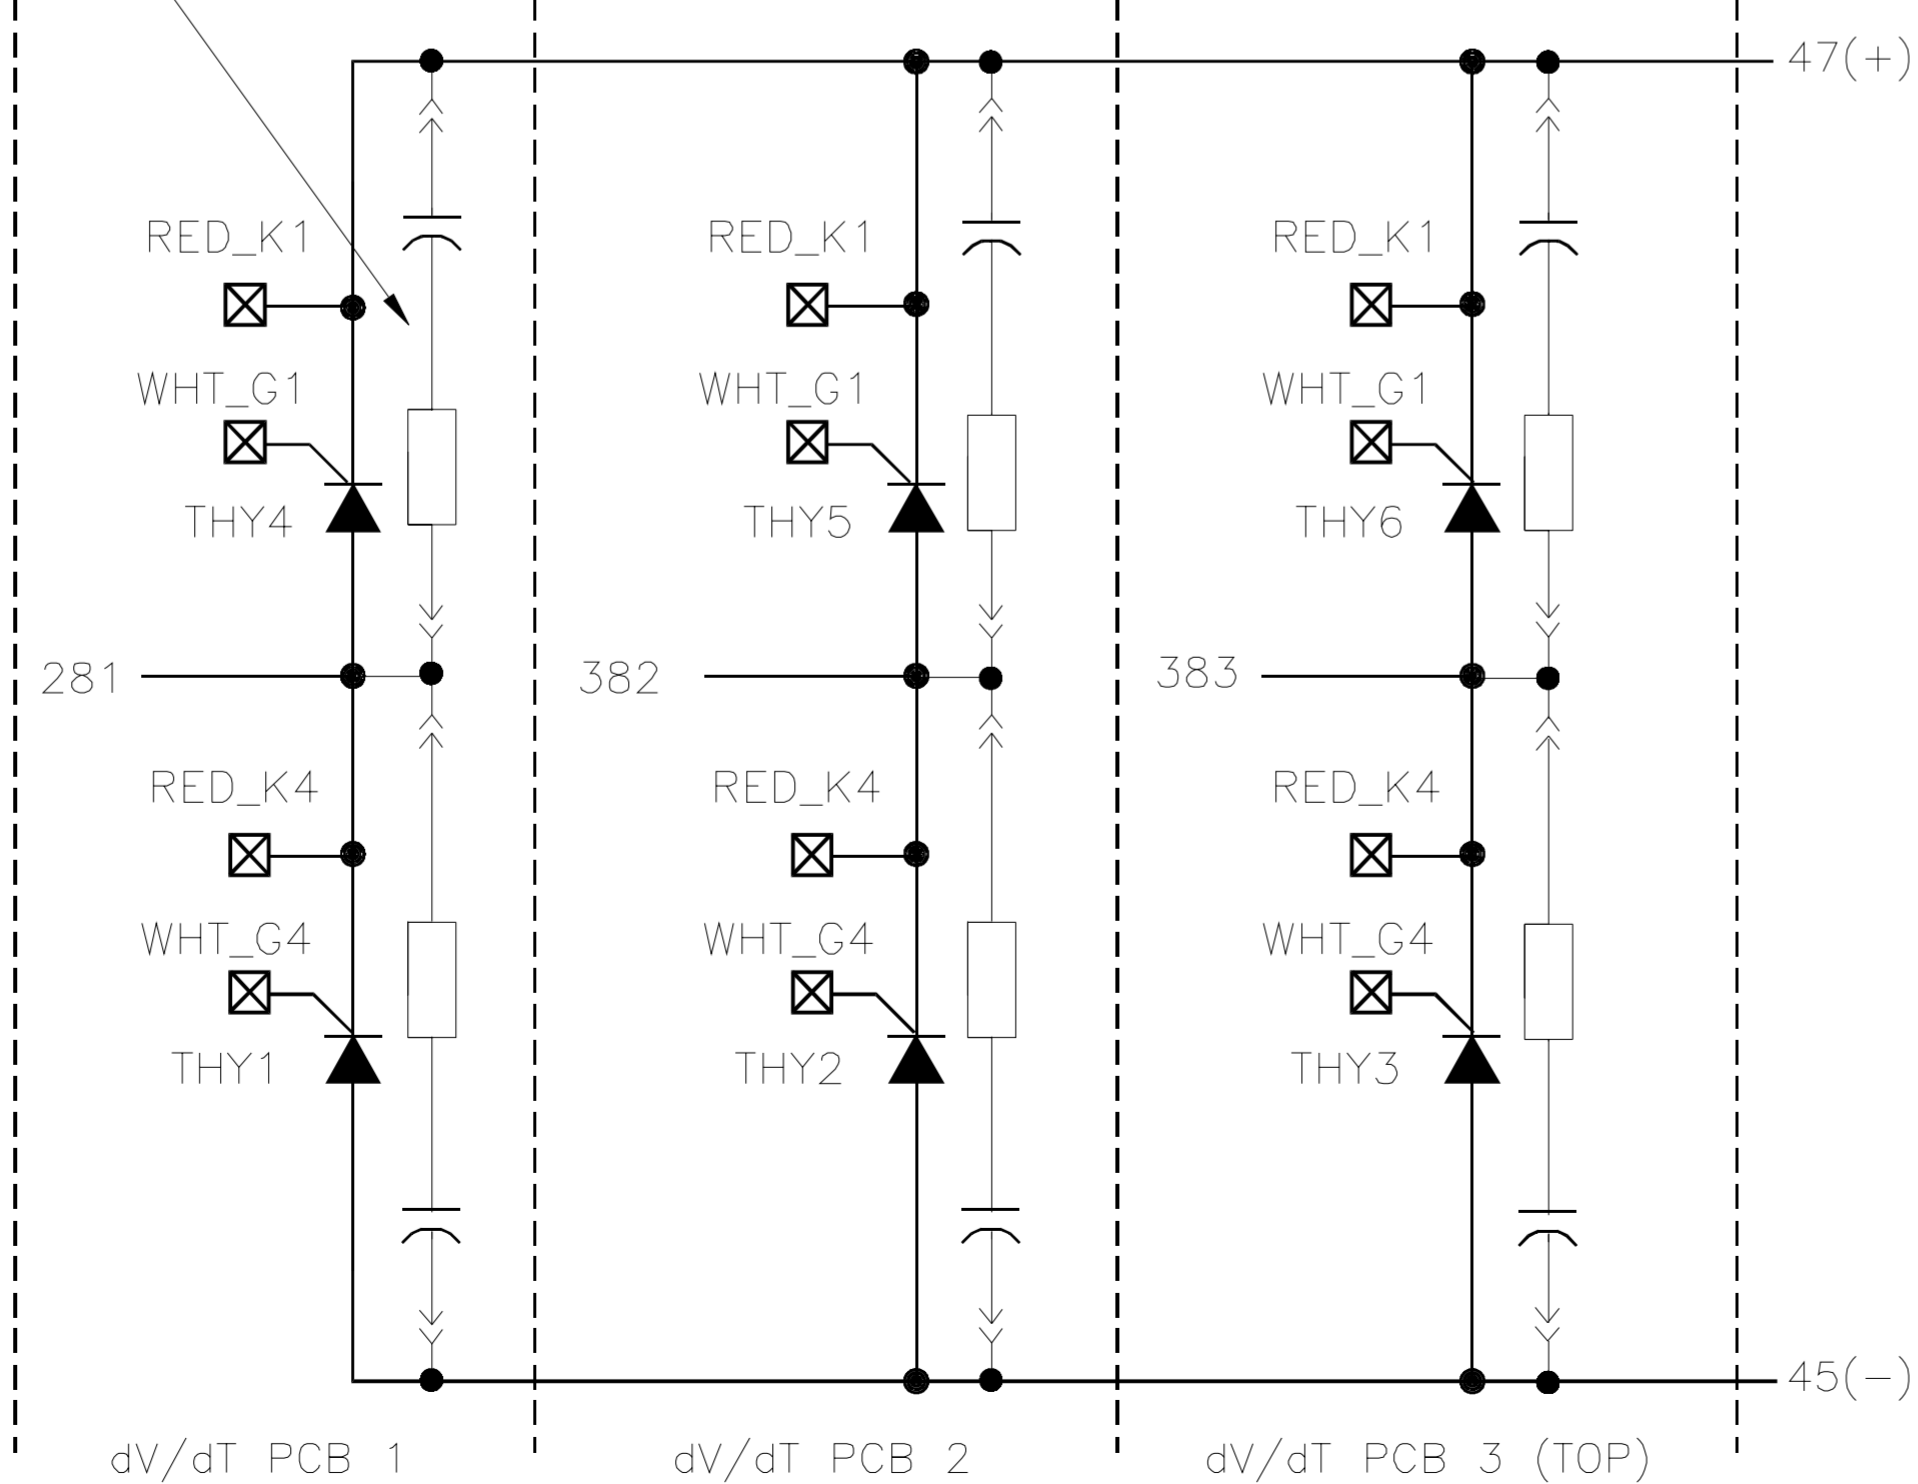 47(+)
RED_K1
RED_K1
RED_K1
WHT_G1
WHT_G1
WHT_G1
THY4
THY5
THY6
281
382
383
RED_K4
RED_K4
RED_K4
WHT_G4
WHT_G4
WHT_G4
THY1
THY2
THY3
45(−)
dV/dT PCB 1
dV/dT PCB 2
dV/dT PCB 3 (TOP)